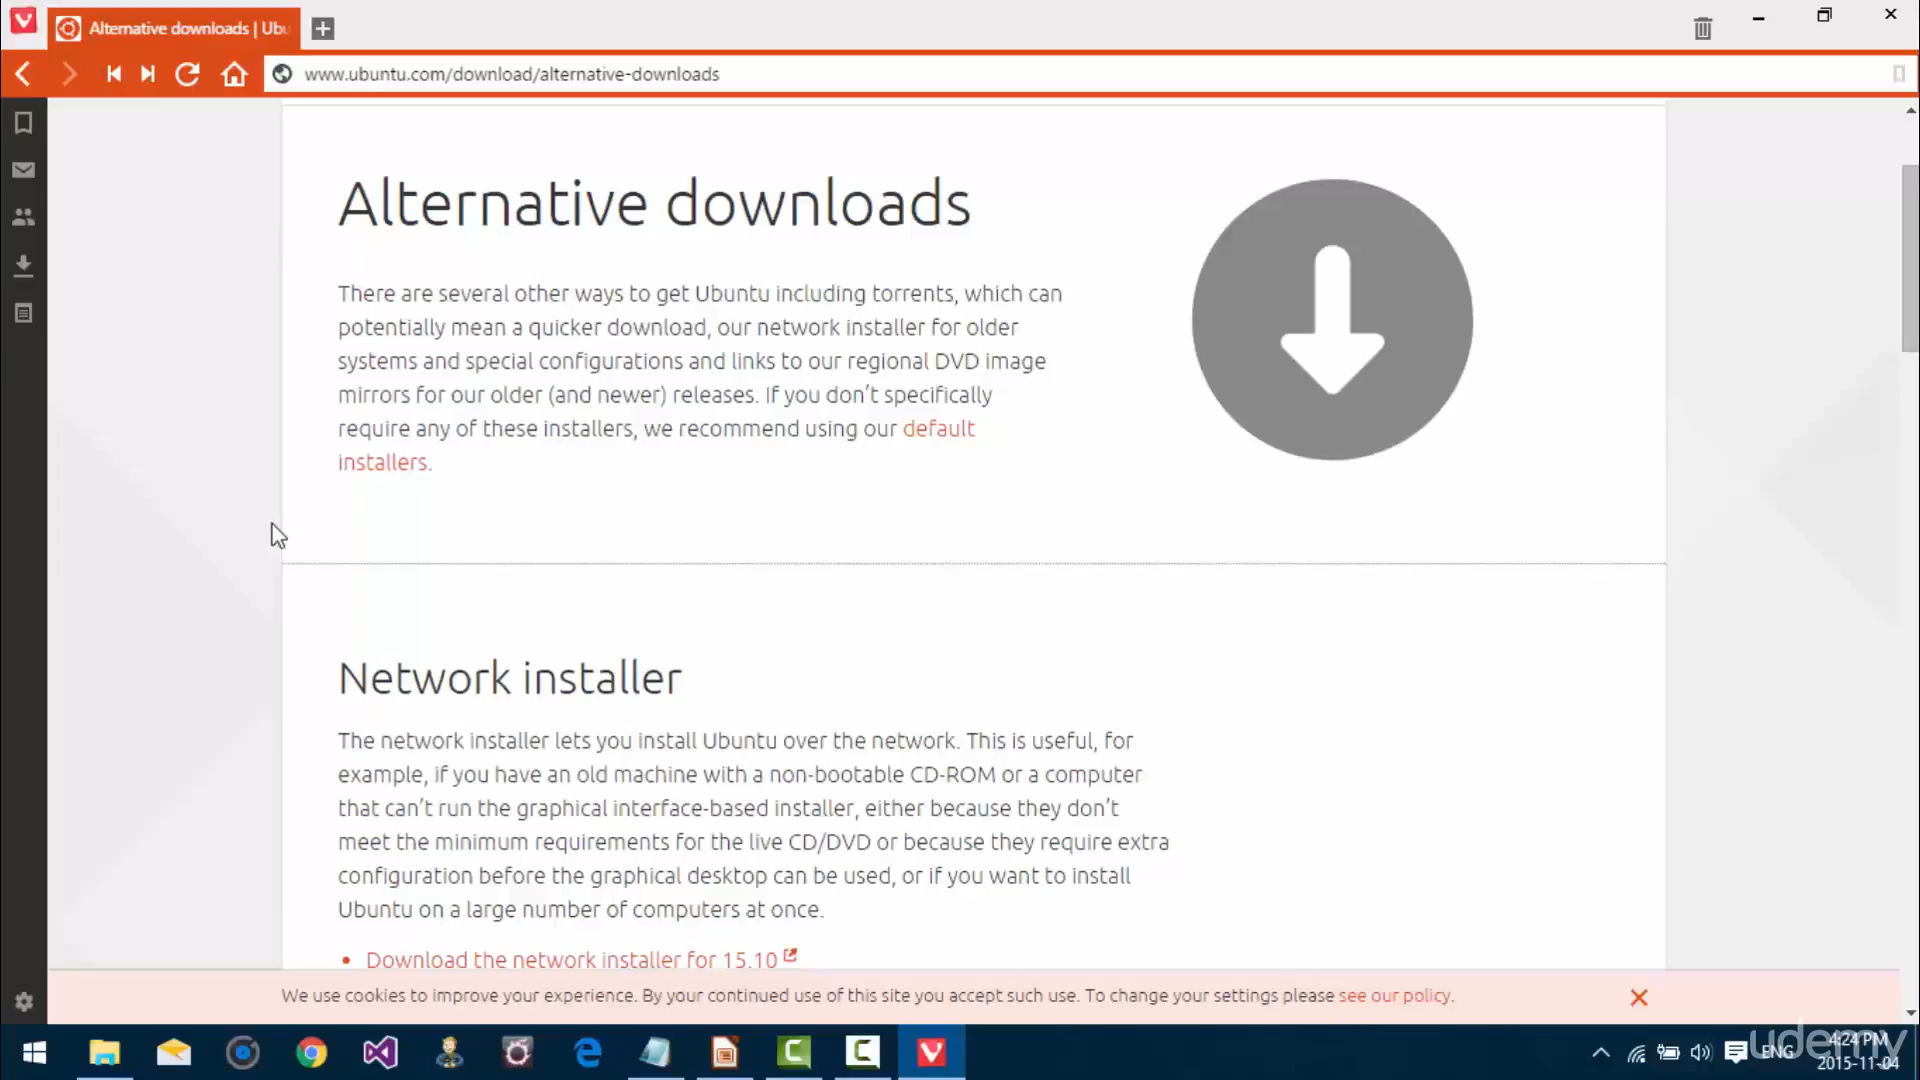 Alternative downloads | Ubu
www.ubuntu.com/download/alternative-downloads
Alternative downloads
There are several other ways to get Ubuntu including torrents, which can
potentially mean a quicker download, our network installer for older
systems and special configurations and links to our regional DVD image
mirrors for our older (and newer) releases. If you don't specifically
require any of these installers, we recommend using our default
installers.
Network installer
The network installer lets you install Ubuntu over the network. This is useful, for
example, if you have an old machine with a non-bootable CD-ROM or a computer
that can't run the graphical interface-based installer, either because they don't
meet the minimum requirements for the live CD/DVD or because they require extra
configuration before the graphical desktop can be used, or if you want to install
Ubuntu on a large number of computers at once.
• Download the network installer for 15.10
We use cookies to improve your experience. By your continued use of this site you accept such use. To change your settings please see our policy.
ENG
4:24 PM
2015-11-04
udemy